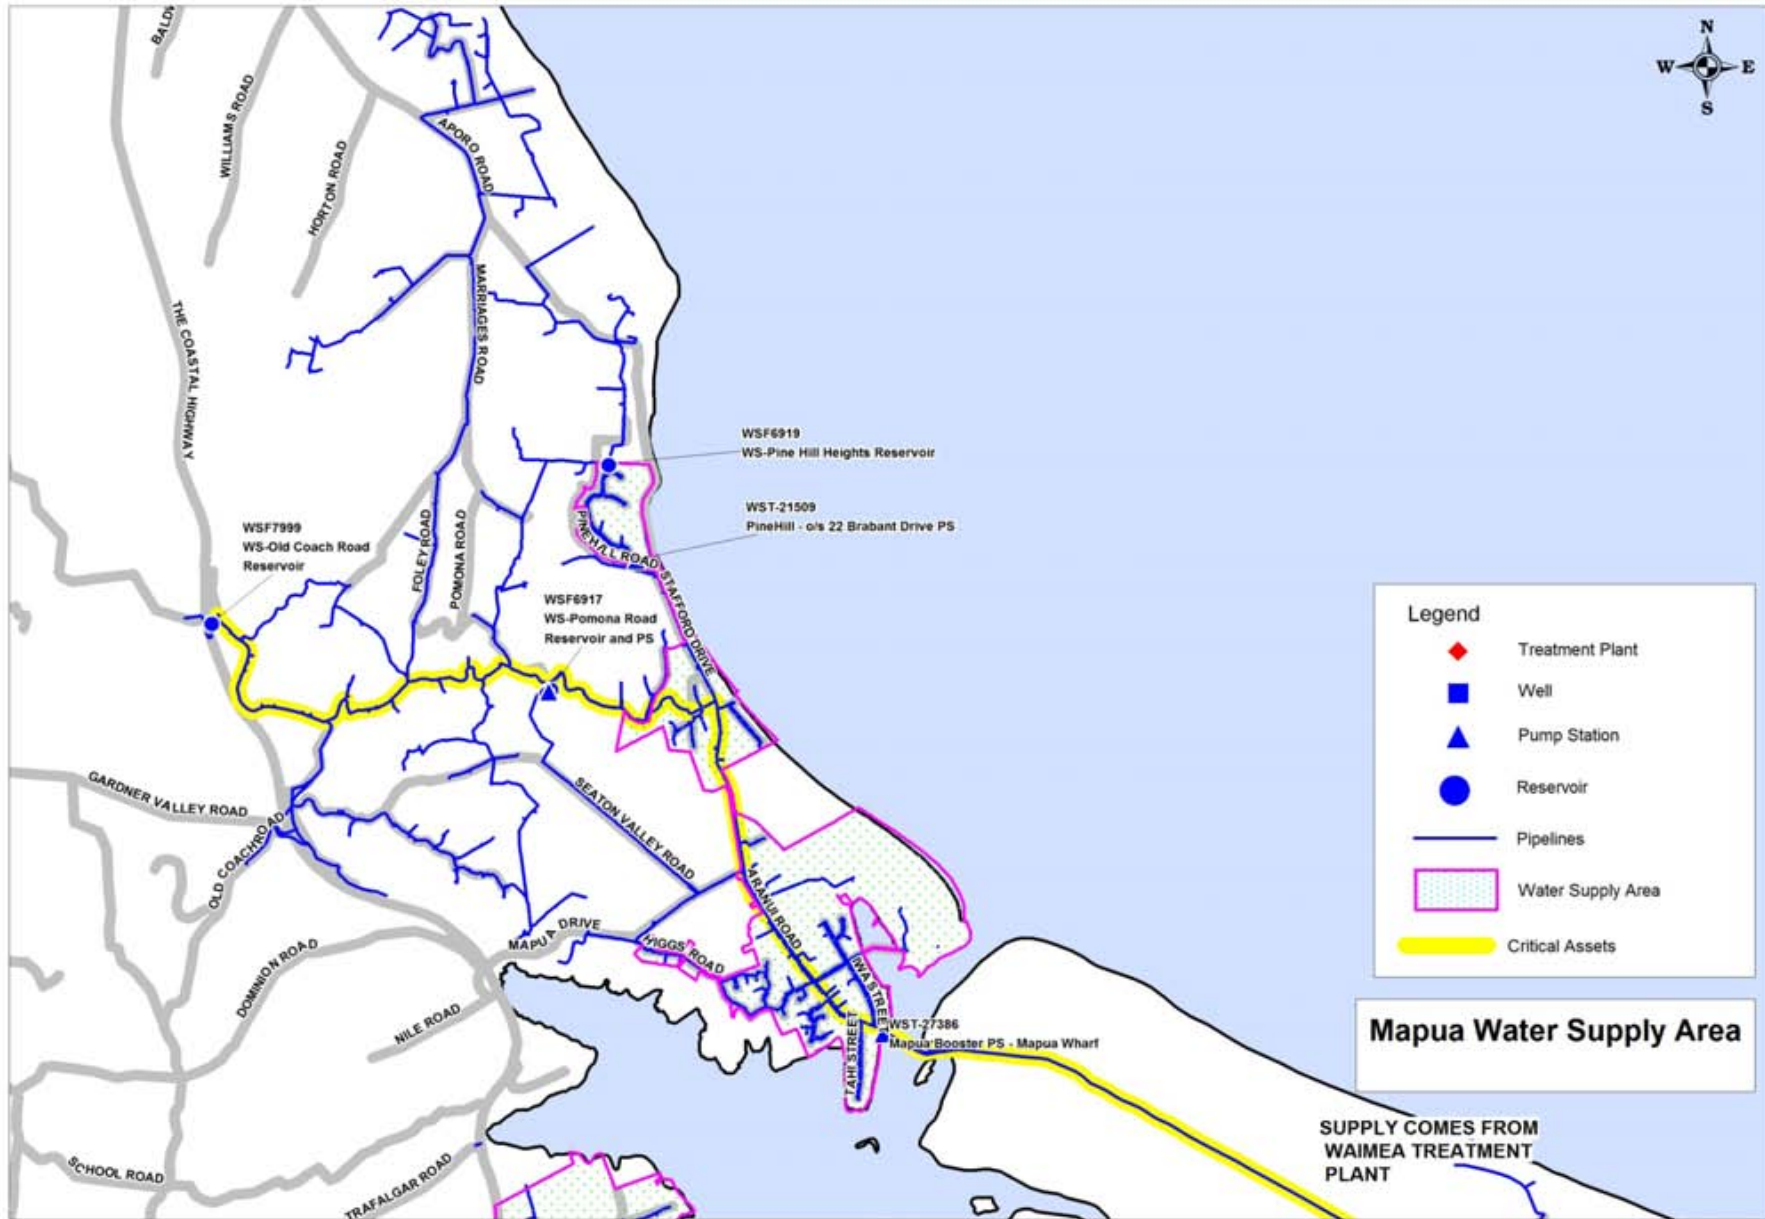 BALDW
WILLIAMS ROAD
HORTON ROAD
APORO ROAD
N
W E
S
THE COASTAL HIGHWAY
MARRIAGES ROAD
WSF6919
WS-Pine Hill Heights Reservoir
WST-21509
PineHill - o/s 22 Brabant Drive PS
WSF7999
WS-Old Coach Road
Reservoir
FOLEY ROAD
POMONA ROAD
PINEHILL ROAD
STAFFORD DRIVE
WSF6917
WS-Pomona Road
Reservoir and PS
GARDNER VALLEY ROAD
OLD COACH ROAD
SEATON VALLEY ROAD
ARANUI ROAD
MAPUA DRIVE
HIGGS ROAD
IWA STREET
TAHI STREET
DOMINION ROAD
NILE ROAD
WST-27386
Mapua Booster PS - Mapua Wharf
SCHOOL ROAD
TRAFALGAR ROAD
Legend
Treatment Plant
Well
Pump Station
Reservoir
Pipelines
Water Supply Area
Critical Assets
Mapua Water Supply Area
SUPPLY COMES FROM
WAIMEA TREATMENT
PLANT